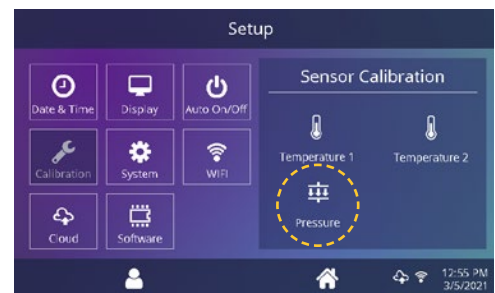 Setup
Date & Time
Display
Auto On/Off
Calibration
System
WIFI
Cloud
Software
Sensor Calibration
Temperature 1
Temperature 2
Pressure
12:55 PM
3/5/2021